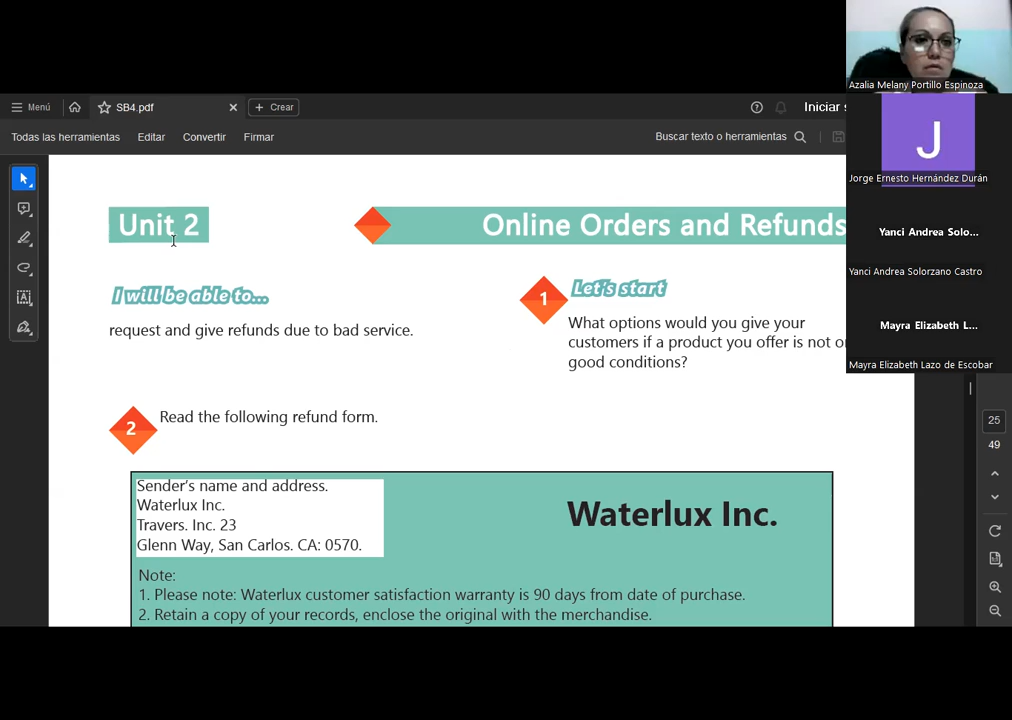 Azalia Melany Portillo Espinoza
Menú
SB4.pdf
Crear
Iniciar s
Todas las herramientas
Editar
Convertir
Firmar
Buscar texto o herramientas
J
Jorge Ernesto Hernández Durán
Yanci Andrea Solo...
Yanci Andrea Solorzano Castro
Mayra Elizabeth L...
Mayra Elizabeth Lazo de Escobar
Unit 2
Online Orders and Refunds
I will be able to...
request and give refunds due to bad service.
1
Let's start
What options would you give your
customers if a product you offer is not o
good conditions?
2
Read the following refund form.
Sender's name and address.
Waterlux Inc.
Travers. Inc. 23
Glenn Way, San Carlos. CA: 0570.
Waterlux Inc.
Note:
1. Please note: Waterlux customer satisfaction warranty is 90 days from date of purchase.
2. Retain a copy of your records, enclose the original with the merchandise.
25
49